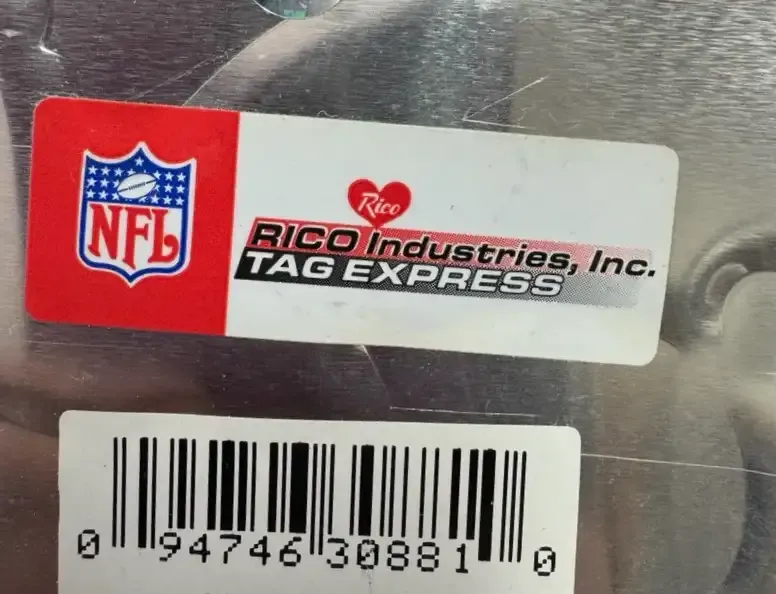 NFL
Rico
RICO Industries, Inc.
TAG EXPRESS
0 94746 30881 0